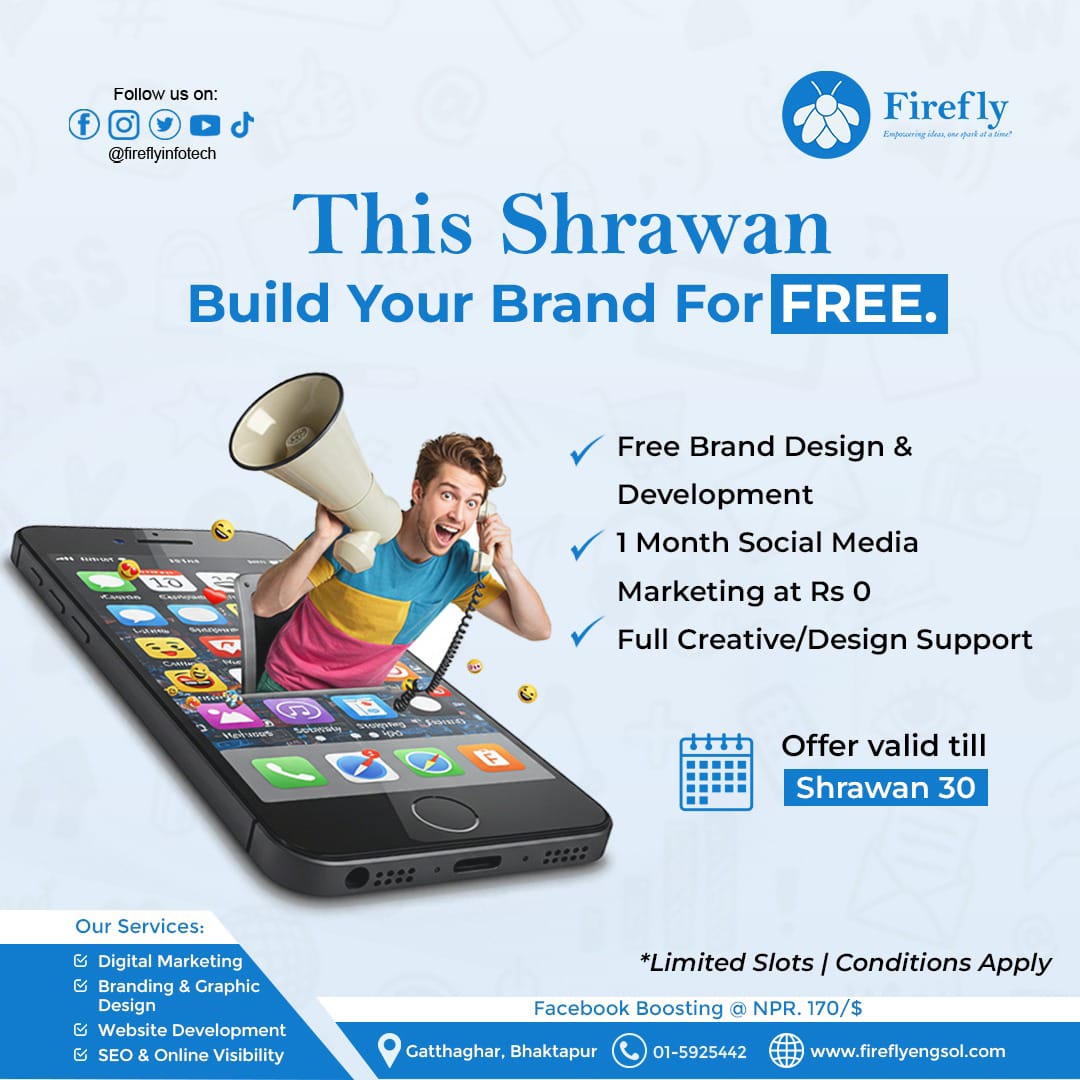 Follow us on:
@fireflyinfotech
Firefly
Empowering ideas, one spark at a time?
This Shrawan
Build Your Brand For FREE.
Free Brand Design &
Development
1 Month Social Media
Marketing at Rs 0
Full Creative/Design Support
Offer valid till
Shrawan 30
Our Services:
Digital Marketing
Branding & Graphic
Design
Website Development
SEO & Online Visibility
*Limited Slots | Conditions Apply
Facebook Boosting @ NPR. 170/$
Gatthaghar, Bhaktapur 01-5925442 www.fireflyengsol.com